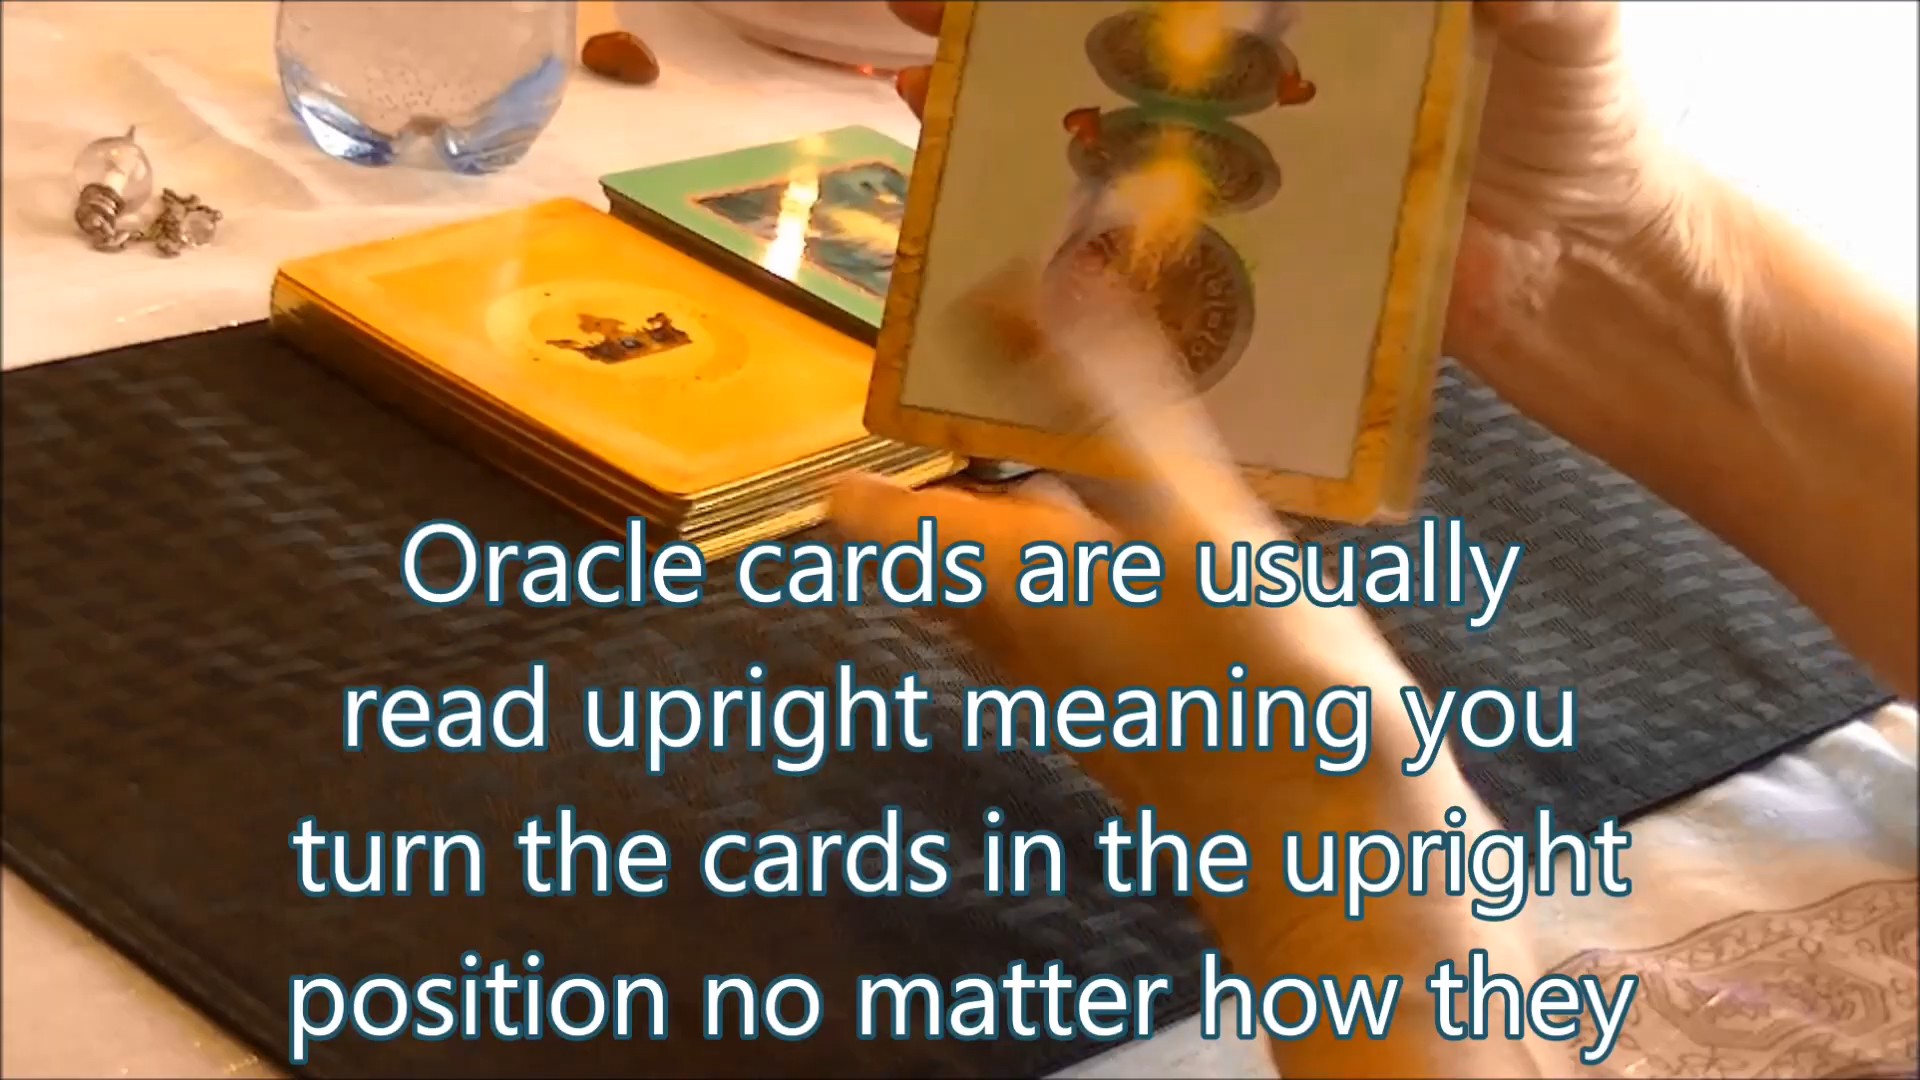 Oracle cards are usually
read upright meaning you
turn the cards in the upright
position no matter how they